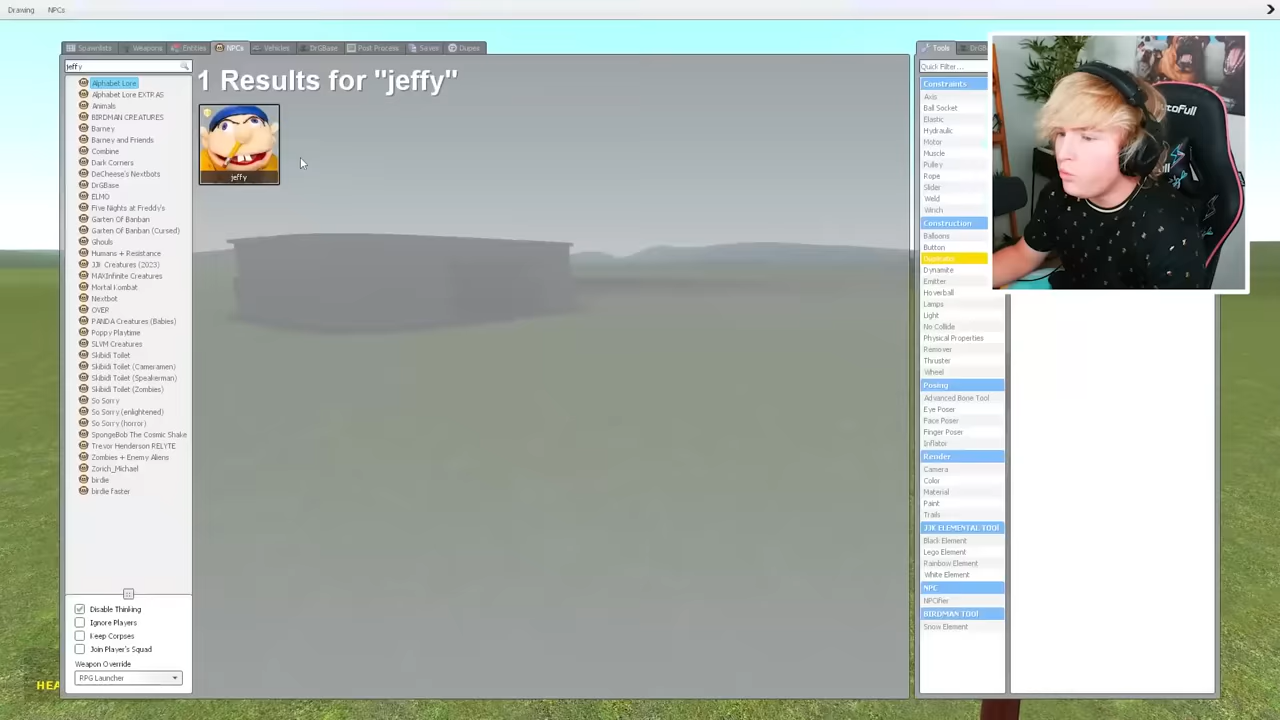 Drawing NPCs
Spawnlists Weapons Entities NPCs Vehicles DrGBase Post Process Saves Dupes
jeffy
1 Results for "jeffy"
jeffy
Alphabet Lore
Alphabet Lore EXTRAS
Animals
BIRDMAN CREATURES
Barney
Barney and Friends
Combine
Dark Corners
DeCheese's Nextbots
DrGBase
ELMO
Five Nights at Freddy's
Garten Of Banban
Garten Of Banban (Cursed)
Ghouls
Humans + Resistance
JJK Creatures (2023)
MAXInfinite Creatures
Mortal Kombat
Nextbot
OVER
PANDA Creatures (Babies)
Poppy Playtime
SLVM Creatures
Skibidi Toilet
Skibidi Toilet (Cameramen)
Skibidi Toilet (Speakerman)
Skibidi Toilet (Zombies)
So Sorry
So Sorry (enlightened)
So Sorry (horror)
SpongeBob The Cosmic Shake
Trevor Henderson RELYTE
Zombies + Enemy Aliens
Zorich_Michael
birdie
birdie faster
Disable Thinking
Ignore Players
Keep Corpses
Join Player's Squad
Weapon Override
RPG Launcher
HEA
Tools DrG
Quick Filter...
Constraints
Axis
Ball Socket
Elastic
Hydraulic
Motor
Muscle
Pulley
Rope
Slider
Weld
Winch
Construction
Balloons
Button
Duplicator
Dynamite
Emitter
Hoverball
Lamps
Light
No Collide
Physical Properties
Remover
Thruster
Wheel
Posing
Advanced Bone Tool
Eye Poser
Face Poser
Finger Poser
Inflator
Render
Camera
Color
Material
Paint
Trails
JJK ELEMENTAL TOOL
Black Element
Lego Element
Rainbow Element
White Element
NPC
NPCifier
BIRDMAN TOOL
Snow Element
utoFull